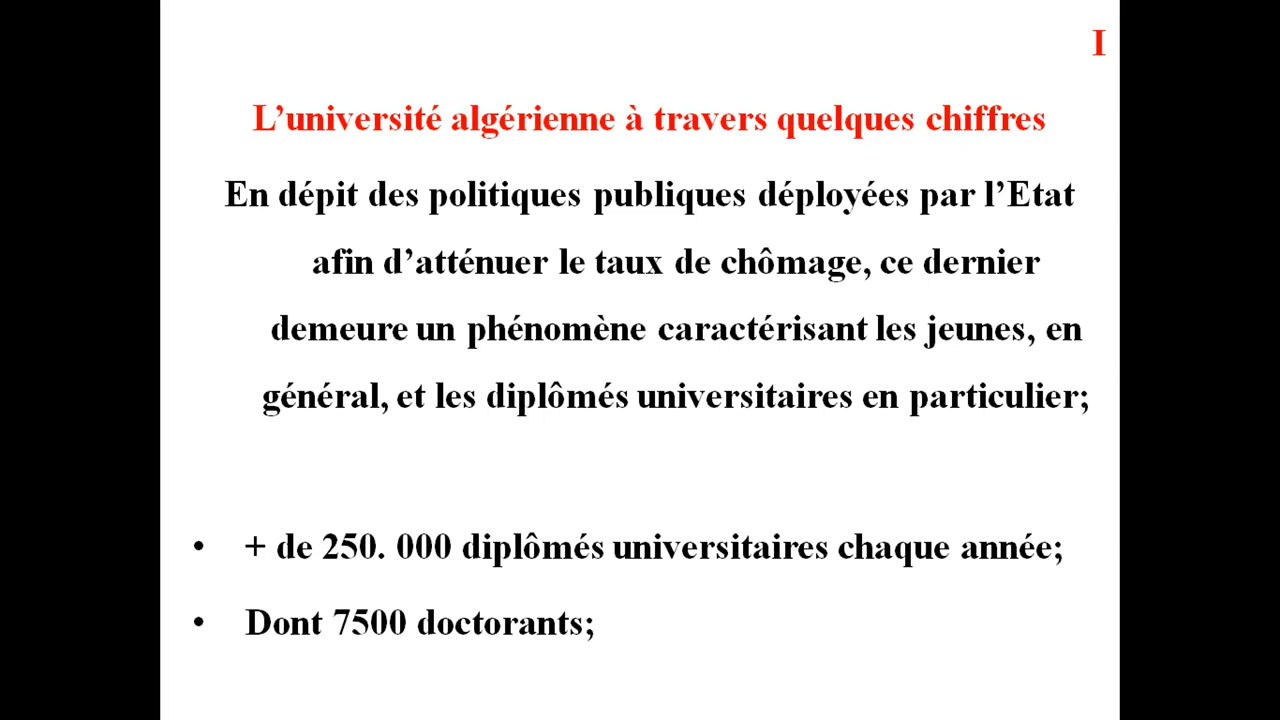 I
L’université algérienne à travers quelques chiffres
En dépit des politiques publiques déployées par l’Etat
afin d’atténuer le taux de chômage, ce dernier
demeure un phénomène caractérisant les jeunes, en
général, et les diplômés universitaires en particulier;
• + de 250. 000 diplômés universitaires chaque année;
• Dont 7500 doctorants;